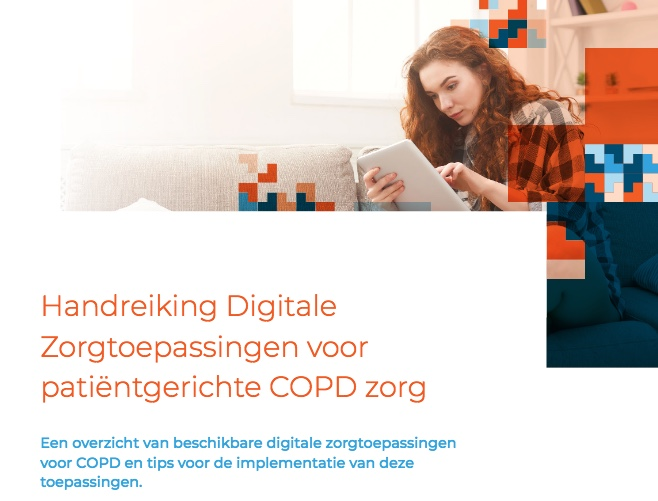 Handreiking Digitale
Zorgtoepassingen voor
patiëntgerichte COPD zorg
Een overzicht van beschikbare digitale zorgtoepassingen
voor COPD en tips voor de implementatie van deze
toepassingen.